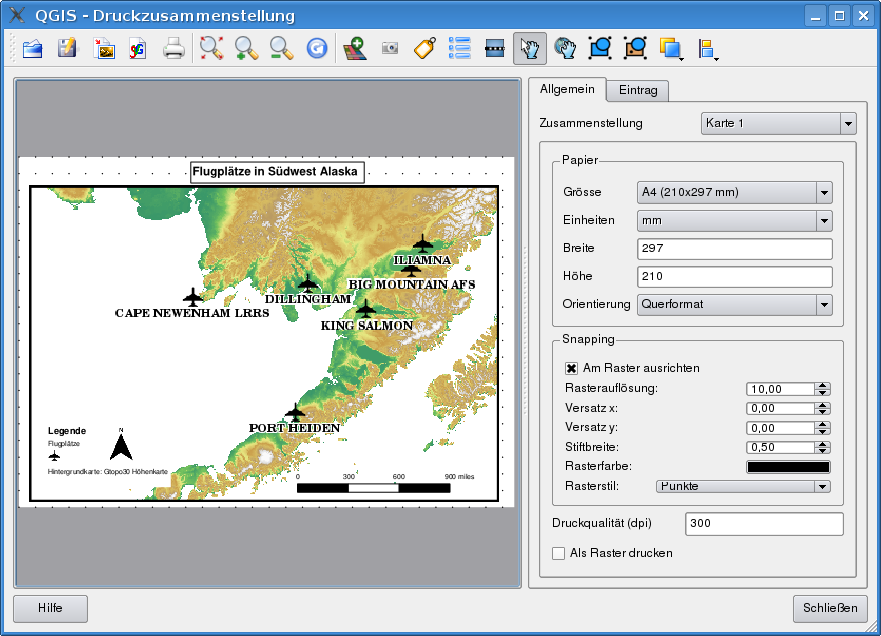 QGIS - Druckzusammenstellung
Allgemein
Eintrag
Zusammenstellung
Karte 1
Papier
Grösse
A4 (210x297 mm)
Einheiten
mm
Breite
297
Höhe
210
Orientierung
Querformat
Snapping
Am Raster ausrichten
Rasterauflösung:
10,00
Versatz x:
0,00
Versatz y:
0,00
Stiftbreite:
0,50
Rasterfarbe:
Rasterstil:
Punkte
Druckqualität (dpi)
300
Als Raster drucken
Flugplätze in Südwest Alaska
ILIAMNA
BIG MOUNTAIN AFS
DILLINGHAM
CAPE NEWENHAM LRRS
KING SALMON
PORT HEIDEN
Legende
Flugplätze
N
Hintergrundkarte: Gtopo30 Höhenkarte
0 300 600 900 miles
Hilfe
Schließen